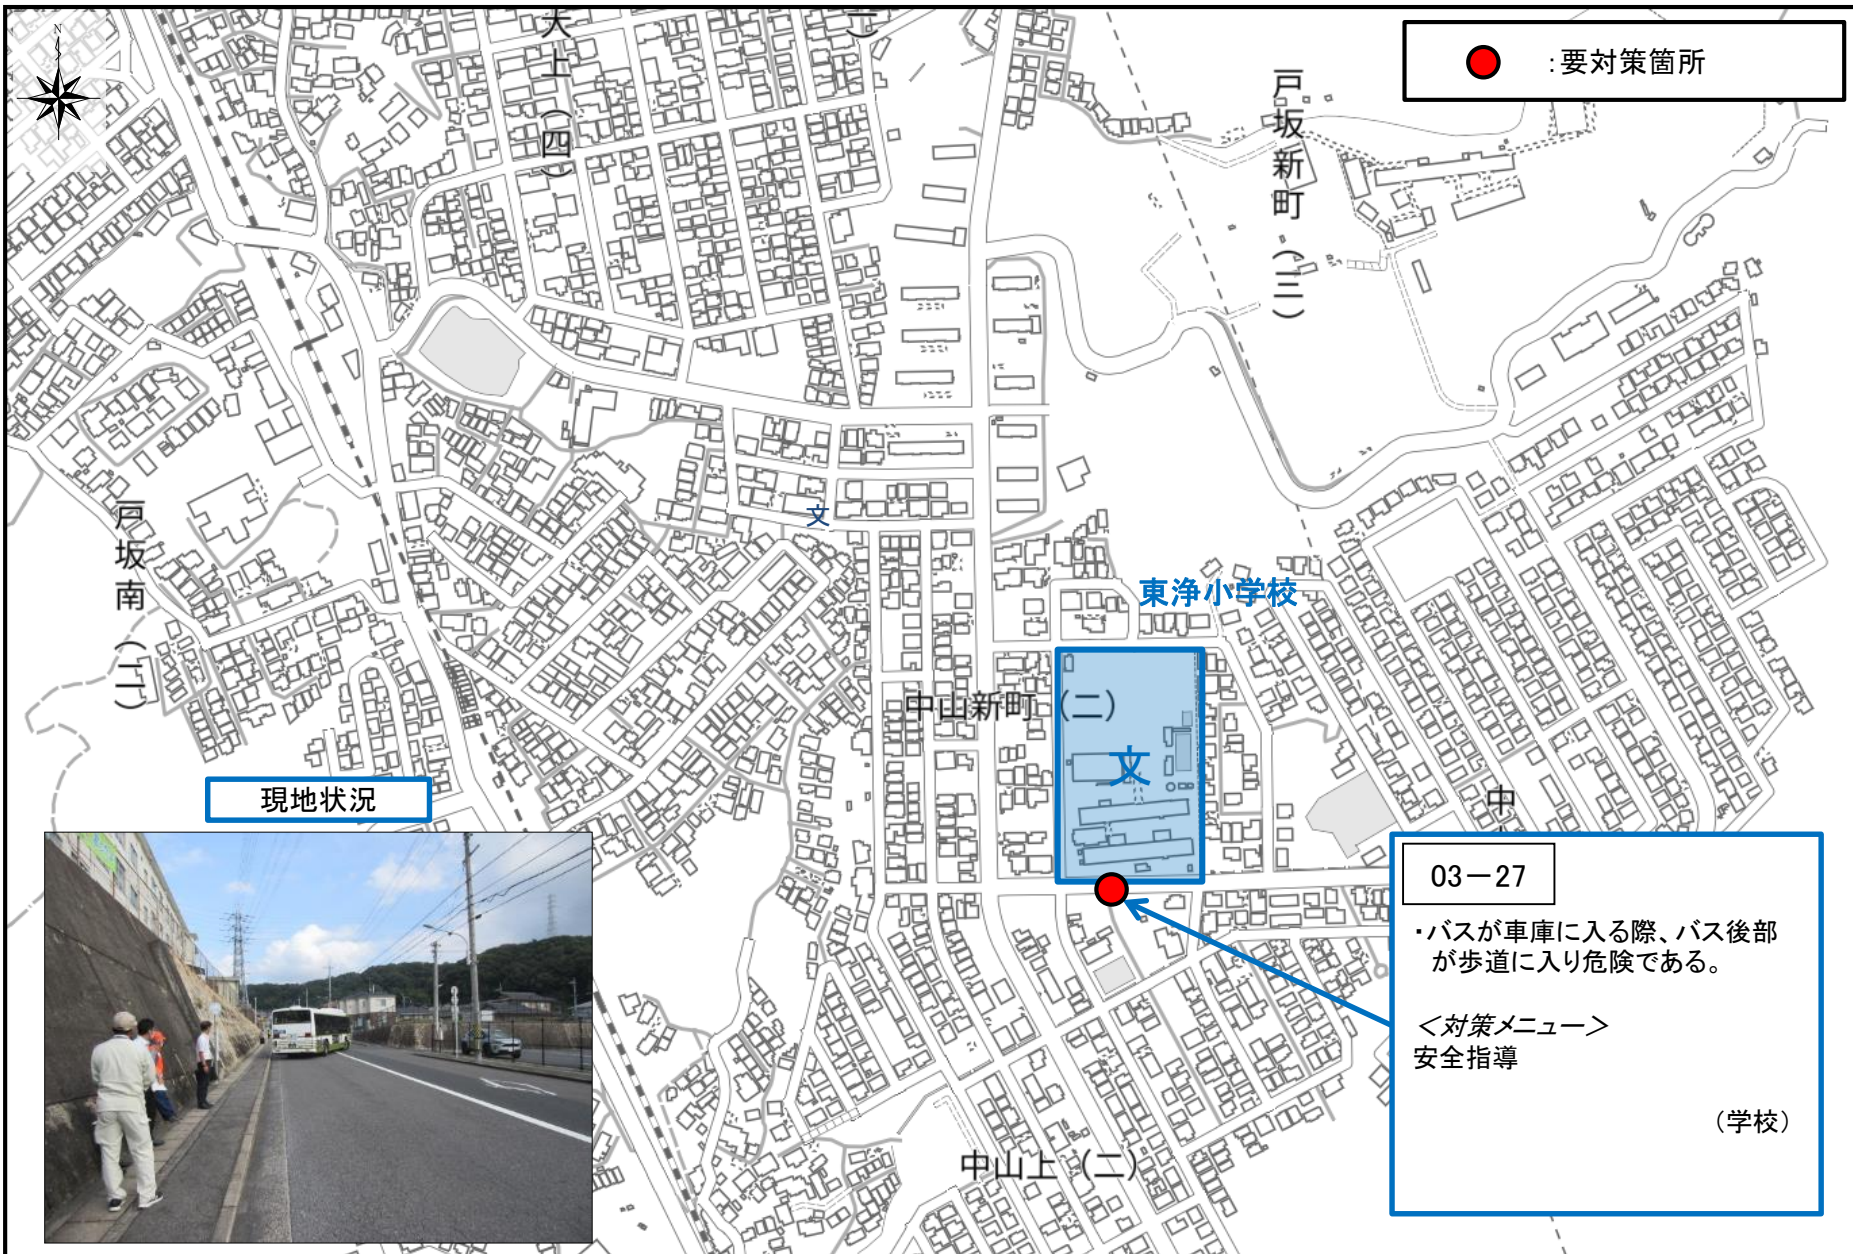 N
:要対策箇所
大上(四)
戸坂新町(三)
戸坂南(二)
文
東浄小学校
中山新町(二)
文
中山上(二)
中
現地状況
03-27
・バスが車庫に入る際、バス後部
が歩道に入り危険である。
<対策メニュー>
安全指導
(学校)